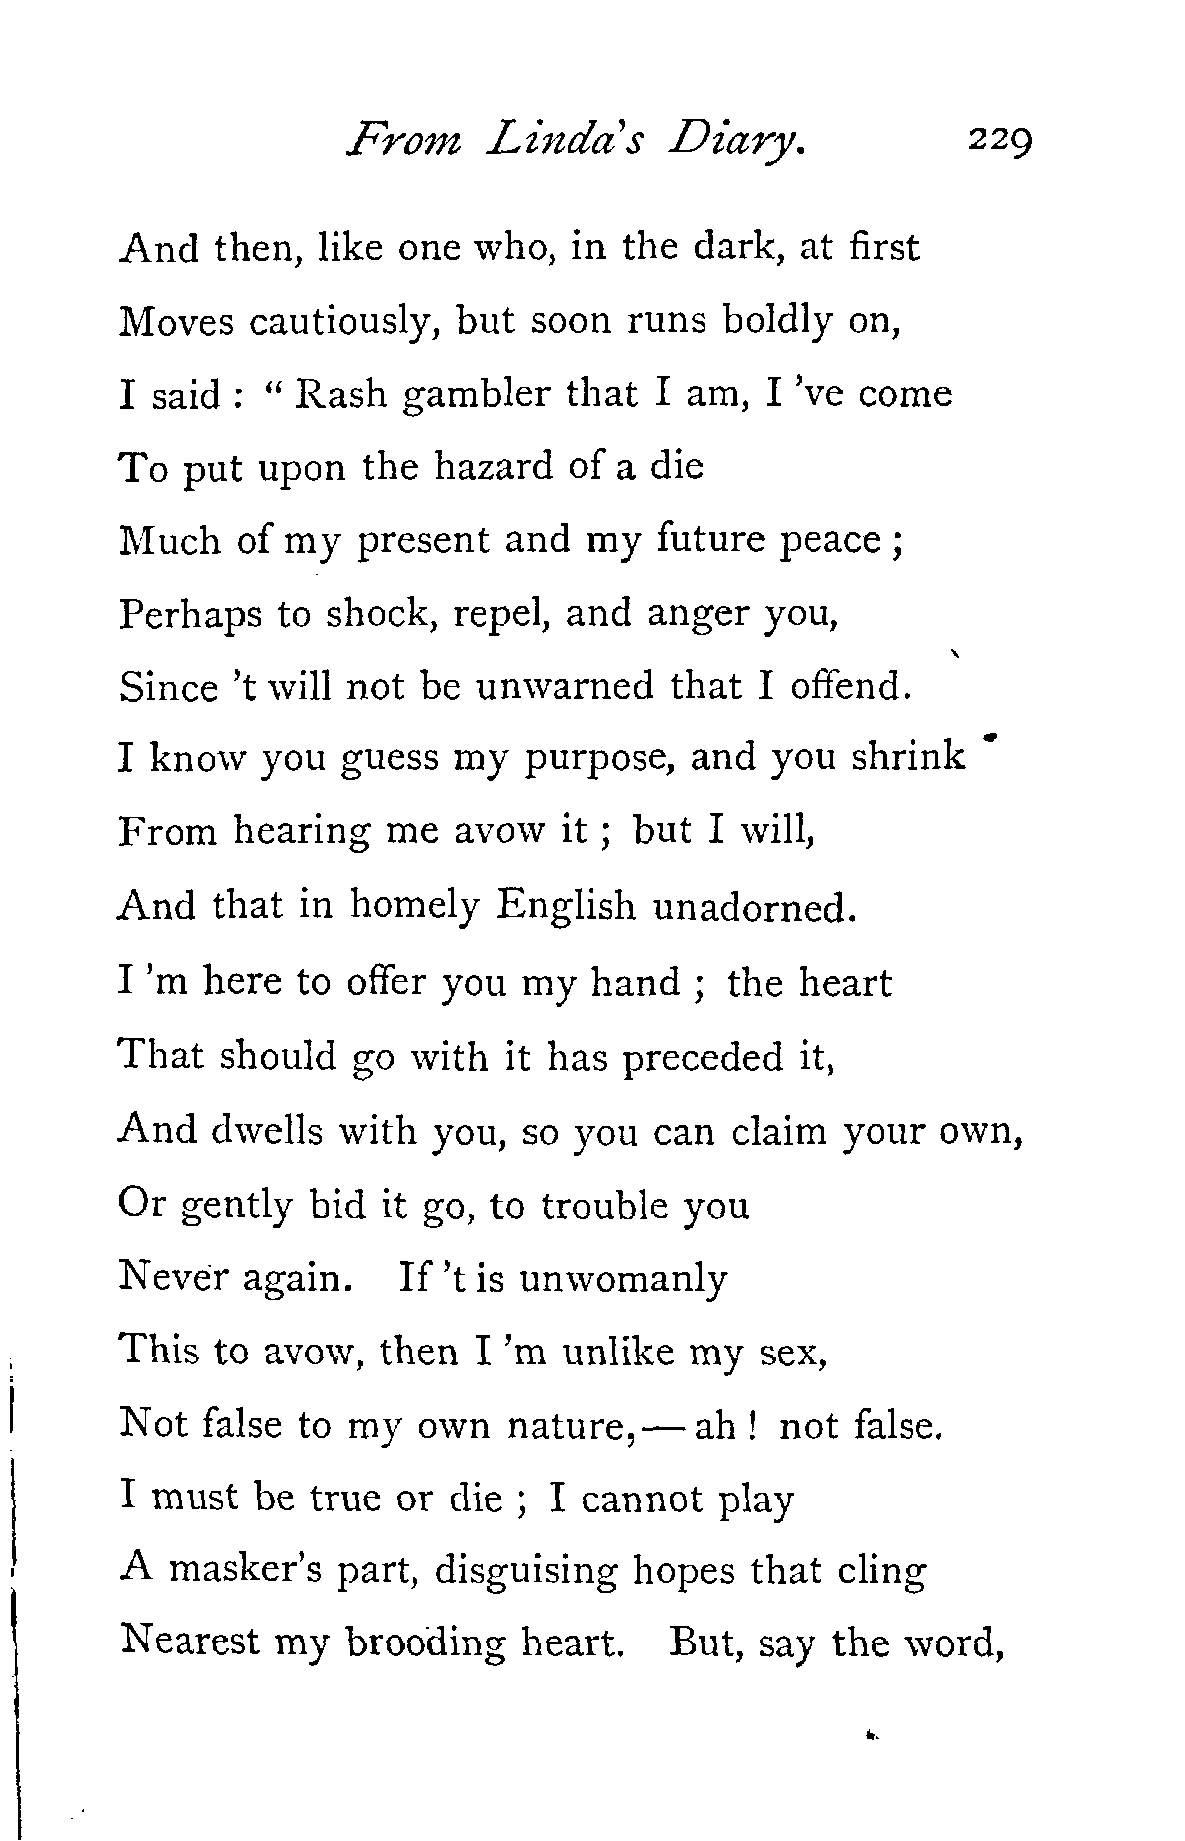 From Linda's Diary. 229
And then, like one who, in the dark, at first
Moves cautiously, but soon runs boldly on,
I said : " Rash gambler that I am, I 've come
To put upon the hazard of a die
Much of my present and my future peace ;
Perhaps to shock, repel, and anger you,
Since 't will not be unwarned that I offend.
I know you guess my purpose, and you shrink
From hearing me avow it ; but I will,
And that in homely English unadorned.
I 'm here to offer you my hand ; the heart
That should go with it has preceded it,
And dwells with you, so you can claim your own,
Or gently bid it go, to trouble you
Never again. If 't is unwomanly
This to avow, then I 'm unlike my sex,
Not false to my own nature,— ah ! not false.
I must be true or die ; I cannot play
A masker's part, disguising hopes that cling
Nearest my brooding heart. But, say the word,